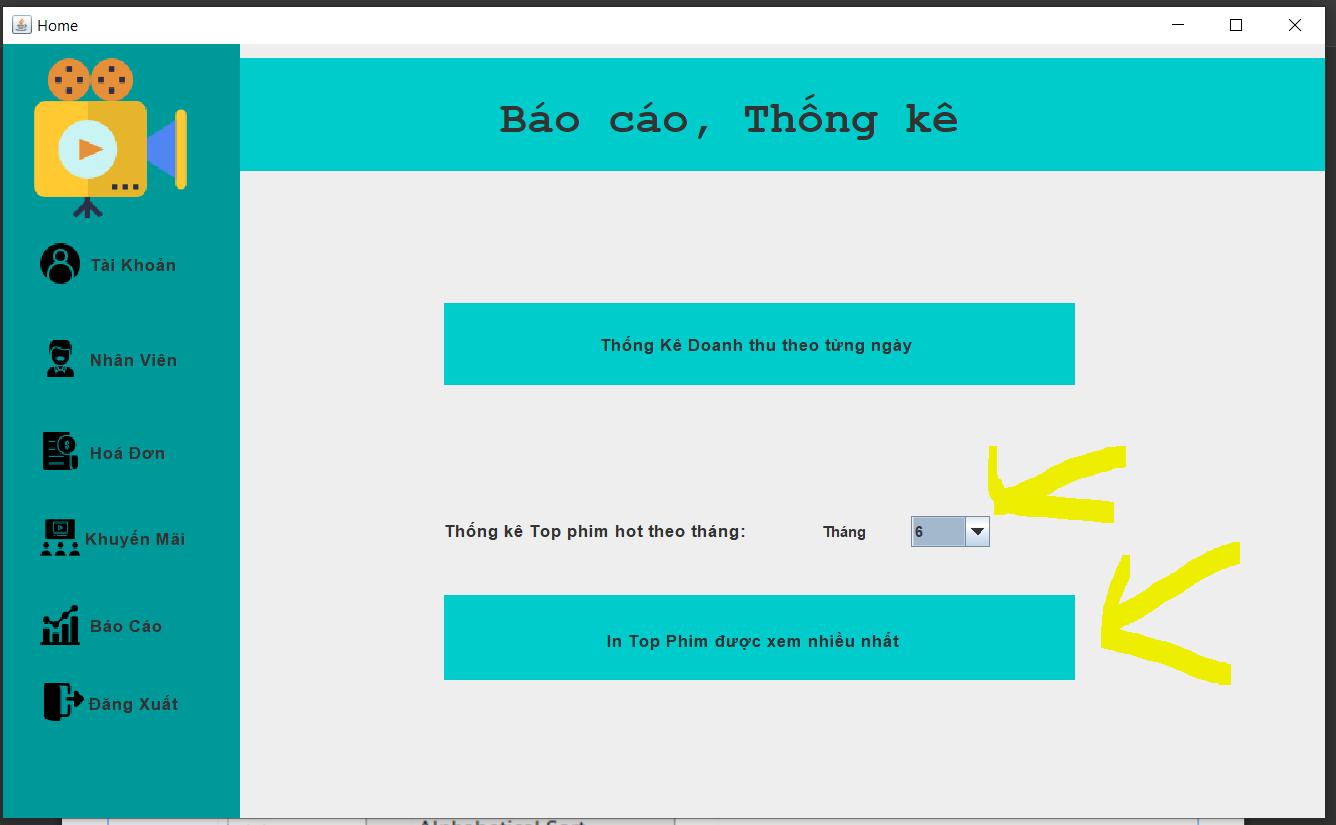 Home
Báo cáo, Thống kê
Tài Khoản
Nhân Viên
Hoá Đơn
Khuyến Mãi
Báo Cáo
Đăng Xuất
Thống Kê Doanh thu theo từng ngày
Thống kê Top phim hot theo tháng: Tháng 6
In Top Phim được xem nhiều nhất